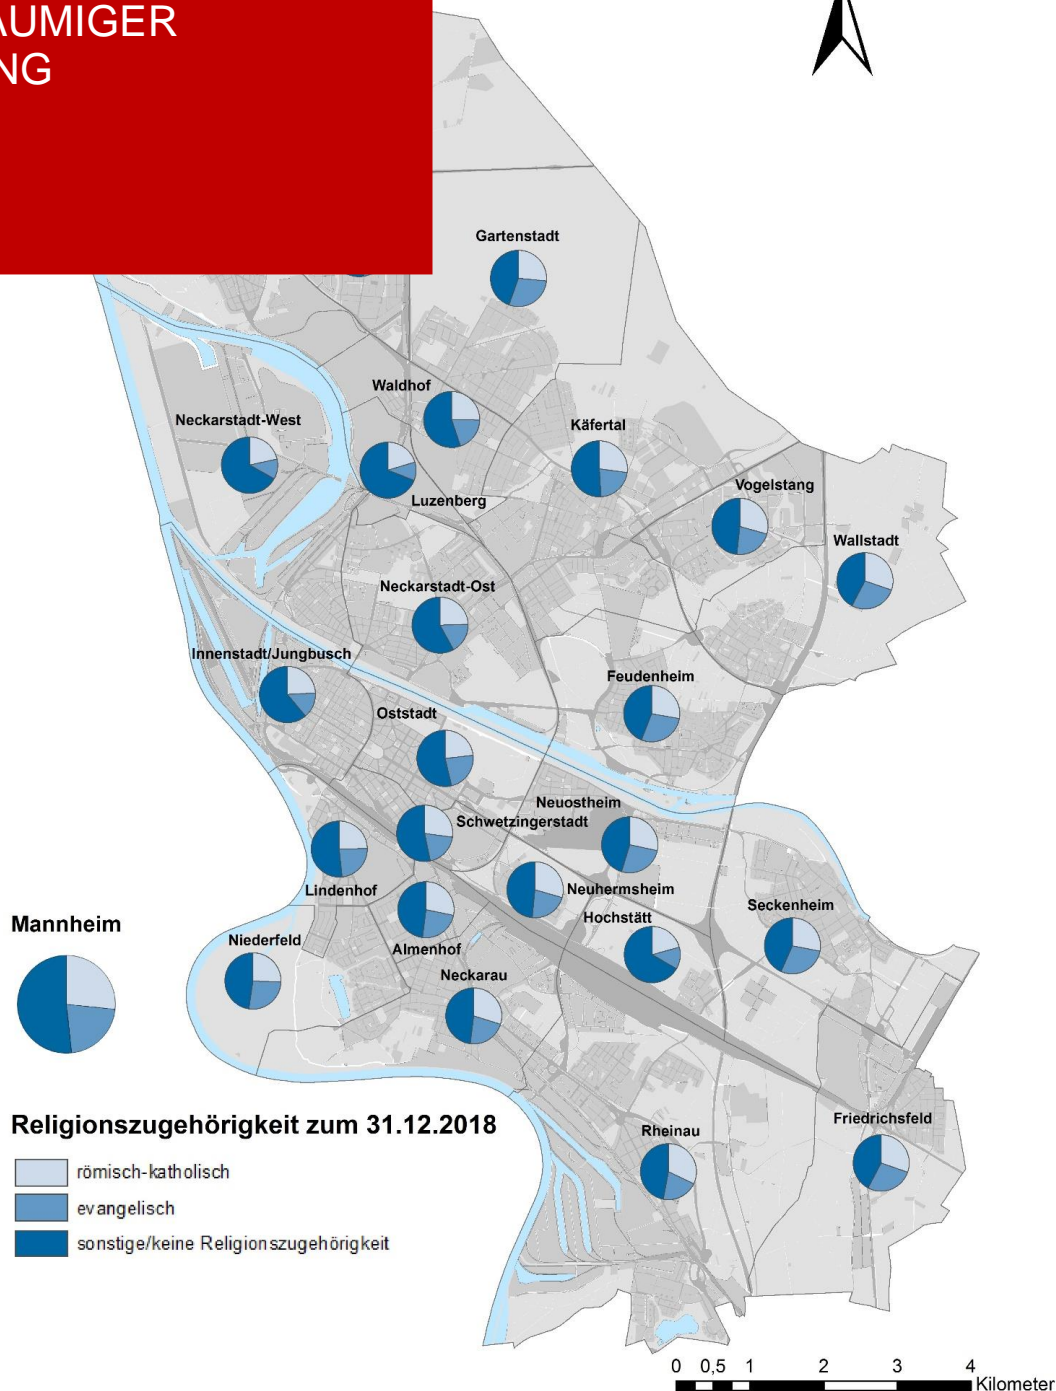 ÄUMIGER
NG
Gartenstadt
Waldhof
Neckarstadt-West
Käfertal
Luzenberg
Vogelstang
Wallstadt
Neckarstadt-Ost
Innenstadt/Jungbusch
Feudenheim
Oststadt
Neuostheim
Schwetzingerstadt
Lindenhof
Neuhermsheim
Hochstätt
Seckenheim
Mannheim
Niederfeld
Almenhof
Neckarau
Religionszugehörigkeit zum 31.12.2018
Rheinau
Friedrichsfeld
römisch-katholisch
evangelisch
sonstige/keine Religionszugehörigkeit
0 0,5 1 2 3 4
Kilometer